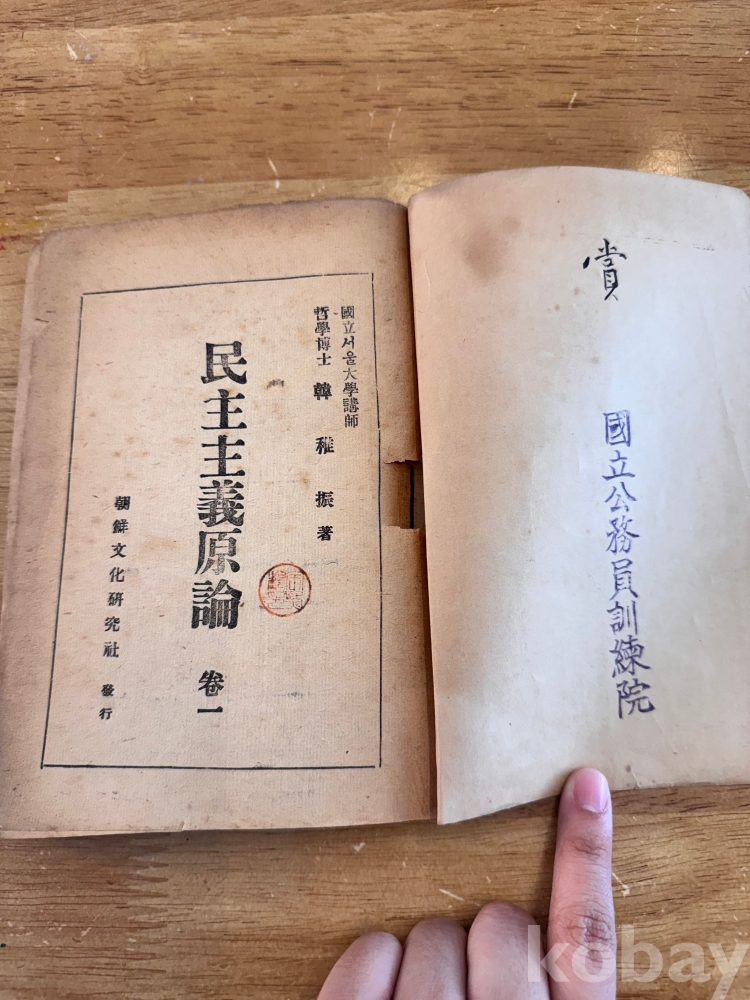 賞
國立公務員訓練院
國立서울大學講師
哲學博士 韓稚振著
民主主義原論 卷一
朝鮮文化硏究社 發行
kobay